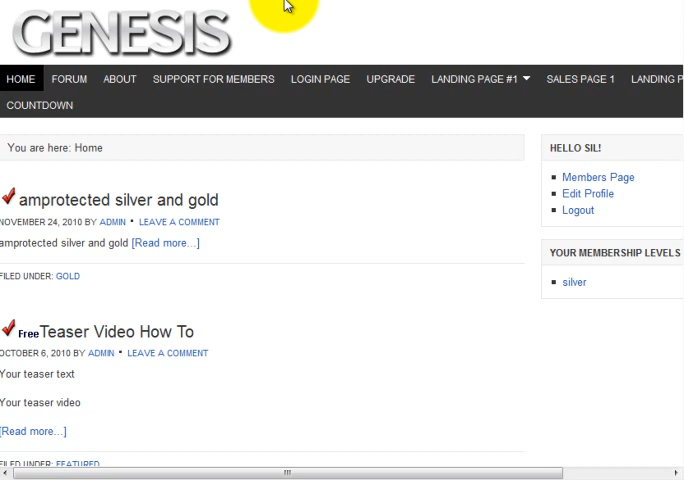 GENESIS
HOME FORUM ABOUT SUPPORT FOR MEMBERS LOGIN PAGE UPGRADE LANDING PAGE #1 SALES PAGE 1 LANDING P
COUNTDOWN
You are here: Home
amprotected silver and gold
NOVEMBER 24, 2010 BY ADMIN • LEAVE A COMMENT
amprotected silver and gold [Read more...]
FILED UNDER: GOLD
Free Teaser Video How To
OCTOBER 6, 2010 BY ADMIN • LEAVE A COMMENT
Your teaser text
Your teaser video
[Read more...]
FILED UNDER: FEATURED
HELLO SIL!
Members Page
Edit Profile
Logout
YOUR MEMBERSHIP LEVELS
silver